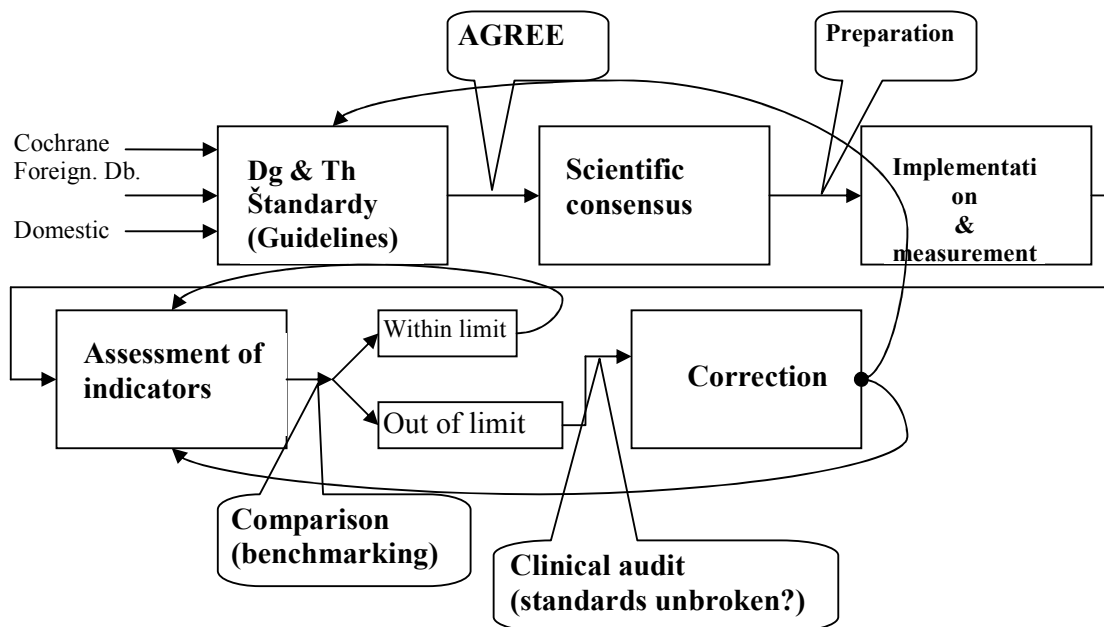 AGREE
Preparation
Cochrane
Foreign. Db.
Domestic
Dg & Th
Štandardy
(Guidelines)
Scientific
consensus
Implementati
on
&
measurement
Assessment of
indicators
Within limit
Out of limit
Correction
Comparison
(benchmarking)
Clinical audit
(standards unbroken?)